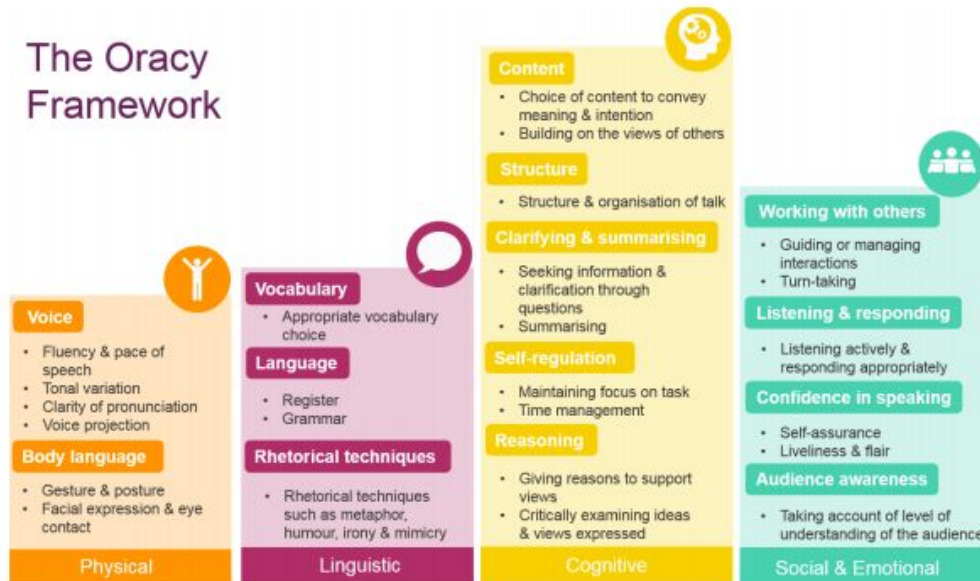 The Oracy
Framework
Voice
• Fluency & pace of
speech
• Tonal variation
• Clarity of pronunciation
• Voice projection
Body language
• Gesture & posture
• Facial expression & eye
contact
Physical
Vocabulary
• Appropriate vocabulary
choice
Language
• Register
• Grammar
Rhetorical techniques
• Rhetorical techniques
such as metaphor,
humour, irony & mimicry
Linguistic
Content
• Choice of content to convey
meaning & intention
• Building on the views of others
Structure
• Structure & organisation of talk
Clarifying & summarising
• Seeking information &
clarification through
questions
• Summarising
Self-regulation
• Maintaining focus on task
• Time management
Reasoning
• Giving reasons to support
views
• Critically examining ideas
& views expressed
Cognitive
Working with others
• Guiding or managing
interactions
• Turn-taking
Listening & responding
• Listening actively &
responding appropriately
Confidence in speaking
• Self-assurance
• Liveliness & flair
Audience awareness
• Taking account of level of
understanding of the audience
Social & Emotional